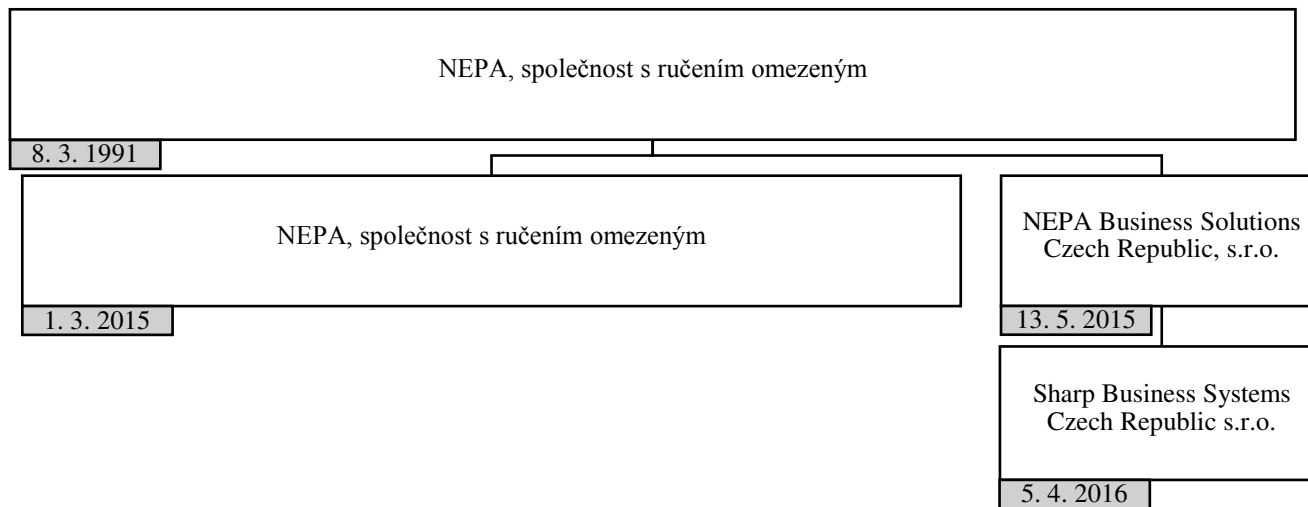 NEPA, společnost s ručením omezeným
8. 3. 1991
NEPA, společnost s ručením omezeným
1. 3. 2015
NEPA Business Solutions
Czech Republic, s.r.o.
13. 5. 2015
Sharp Business Systems
Czech Republic s.r.o.
5. 4. 2016